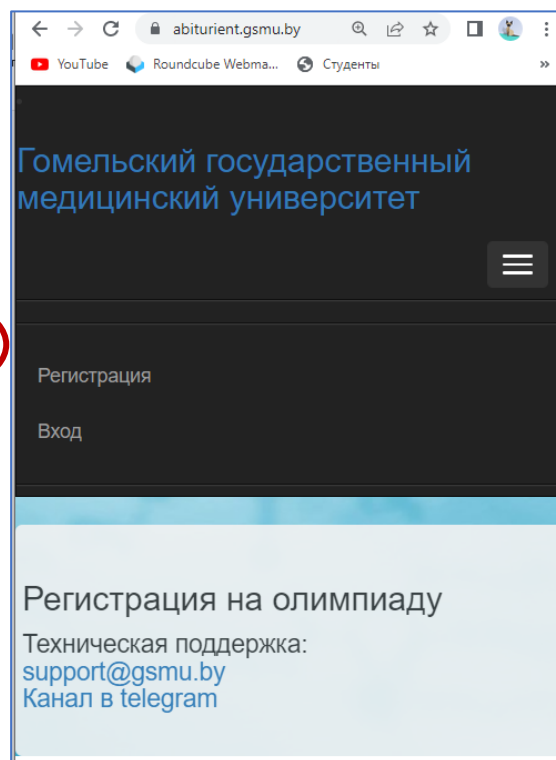 abiturient.gsmu.by
YouTube Roundcube Webma... Студенты »
Гомельский государственный
медицинский университет
Регистрация
Вход
Регистрация на олимпиаду
Техническая поддержка:
support@gsmu.by
Канал в telegram